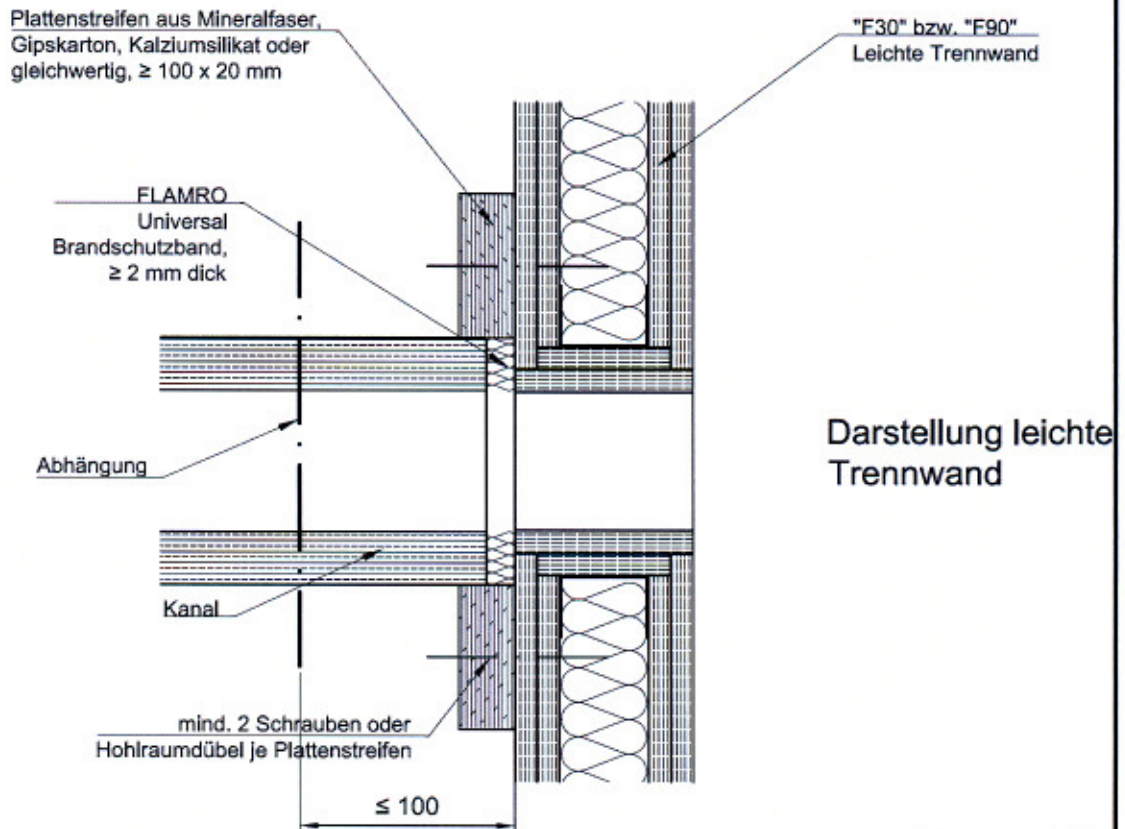 Plattenstreifen aus Mineralfaser,
Gipskarton, Kalziumsilikat oder
gleichwertig, ≥ 100 x 20 mm
"F30" bzw. "F90"
Leichte Trennwand
FLAMRO
Universal
Brandschutzband,
≥ 2 mm dick
Darstellung leichte
Trennwand
Abhängung
Kanal
mind. 2 Schrauben oder
Hohlraumdübel je Plattenstreifen
≤ 100